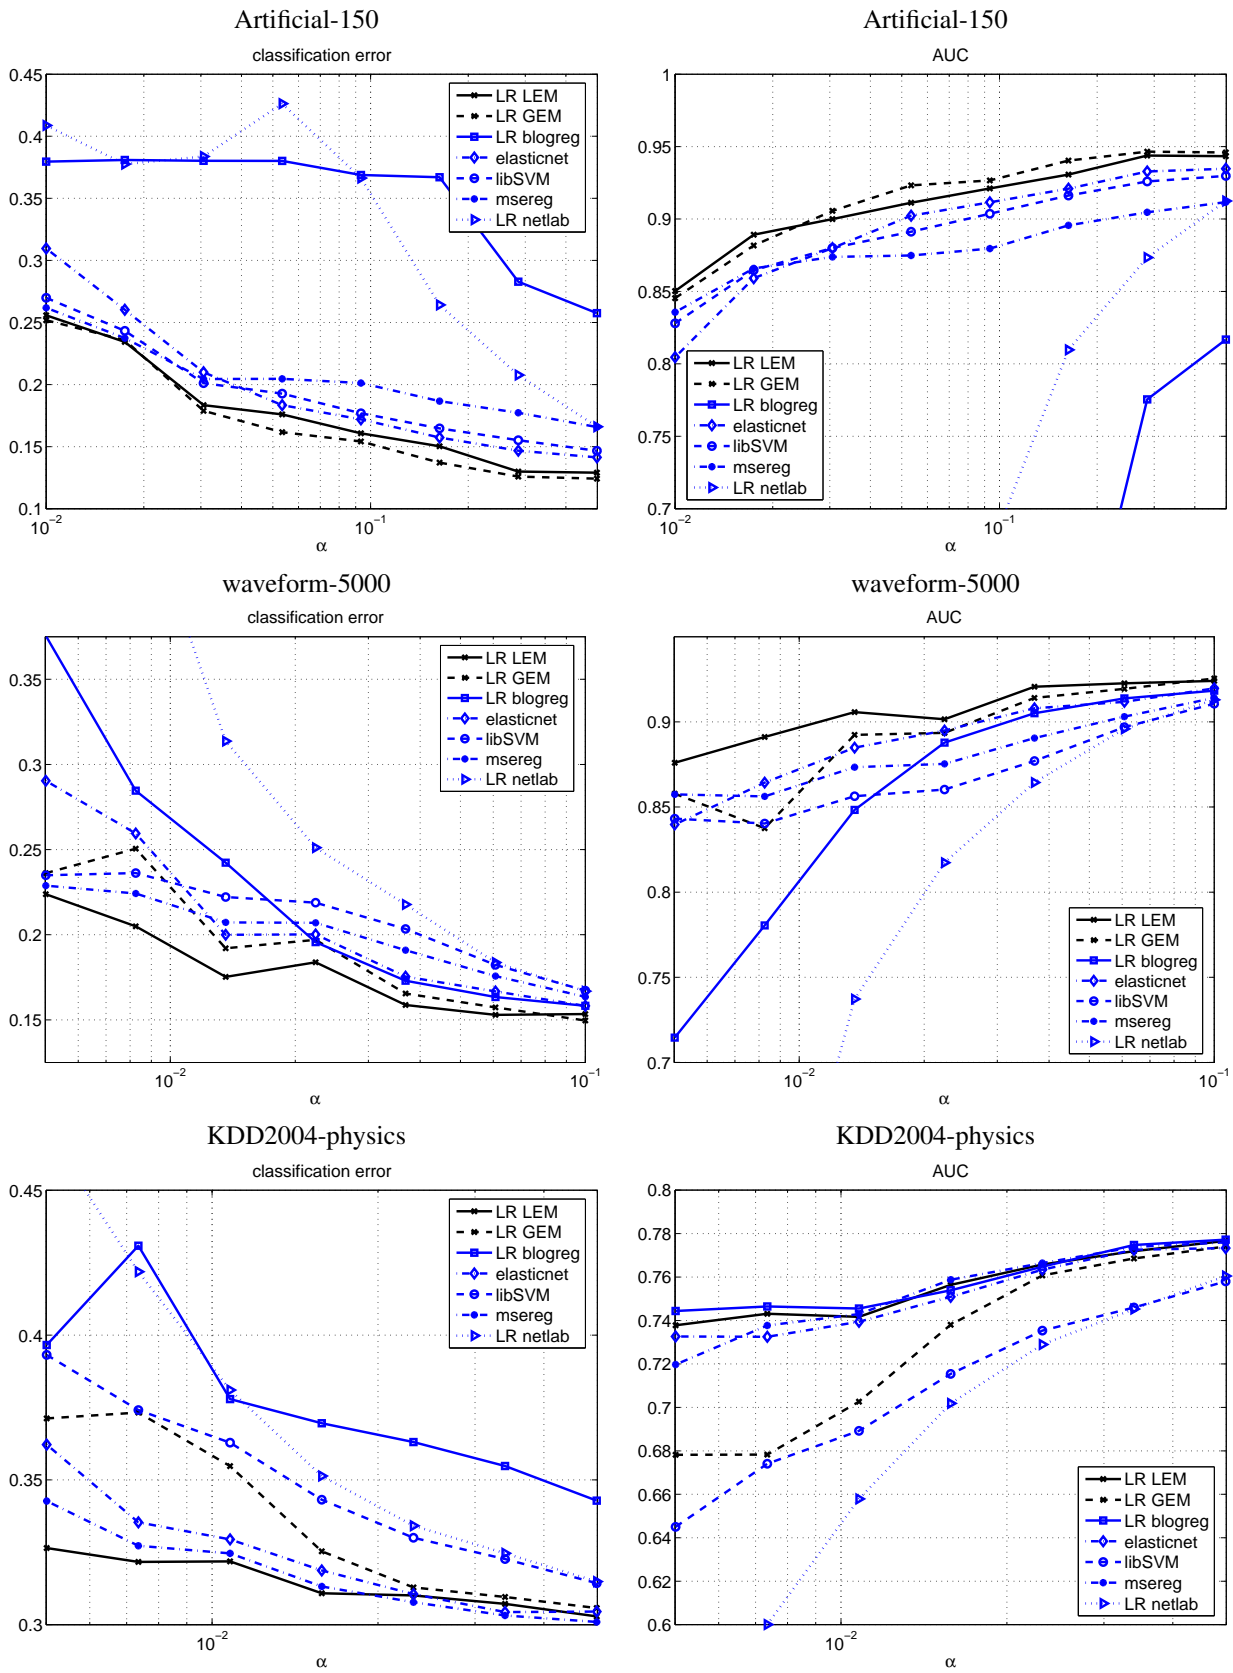 Artificial-150
classification error
0.45
0.4
0.35
0.3
0.25
0.2
0.15
0.1
10−2
10−1
α
LR LEM
LR GEM
LR blogreg
elasticnet
libSVM
msereg
LR netlab
Artificial-150
AUC
1
0.95
0.9
0.85
0.8
0.75
0.7
10−2
10−1
α
LR LEM
LR GEM
LR blogreg
elasticnet
libSVM
msereg
LR netlab
waveform-5000
classification error
0.35
0.3
0.25
0.2
0.15
10−2
10−1
α
LR LEM
LR GEM
LR blogreg
elasticnet
libSVM
msereg
LR netlab
waveform-5000
AUC
0.9
0.85
0.8
0.75
0.7
10−2
10−1
α
LR LEM
LR GEM
LR blogreg
elasticnet
libSVM
msereg
LR netlab
KDD2004-physics
classification error
0.45
0.4
0.35
0.3
10−2
α
LR LEM
LR GEM
LR blogreg
elasticnet
libSVM
msereg
LR netlab
KDD2004-physics
AUC
0.8
0.78
0.76
0.74
0.72
0.7
0.68
0.66
0.64
0.62
0.6
10−2
α
LR LEM
LR GEM
LR blogreg
elasticnet
libSVM
msereg
LR netlab